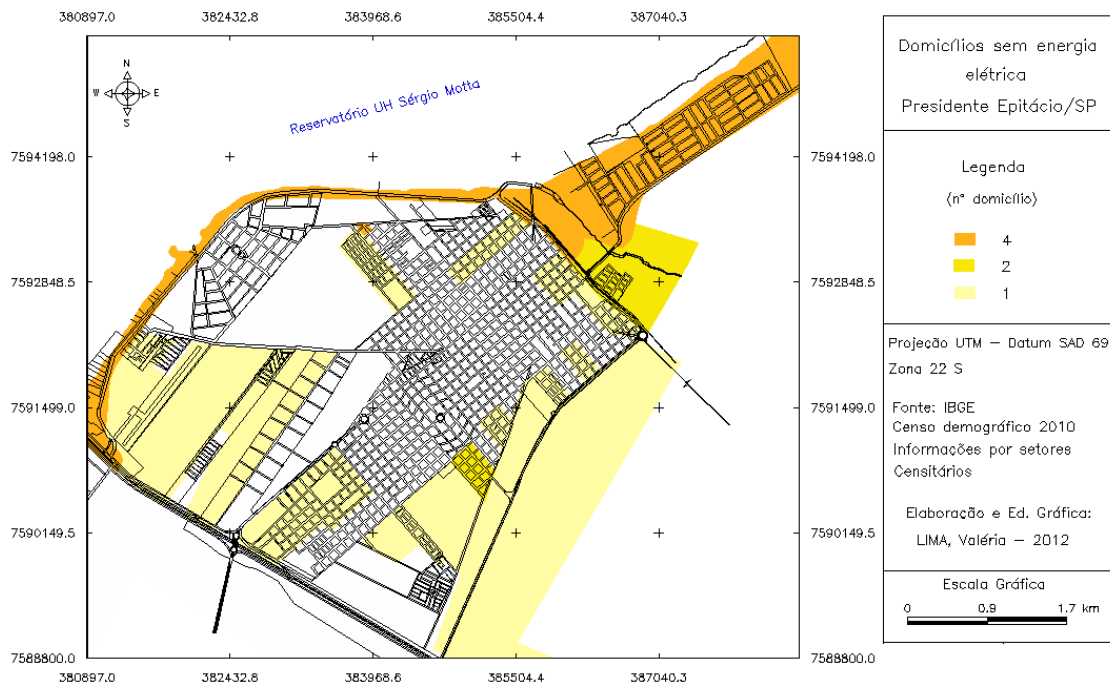 380897.0 382432.8 383968.6 385504.4 387040.3
N
W E
S
Reservatório UH Sérgio Motta
7594198.0 7594198.0
7592848.5 7592848.5
7591499.0 7591499.0
7590149.5 7590149.5
7588800.0 7588800.0
380897.0 382432.8 383968.6 385504.4 387040.3
Domicílios sem energia
elétrica
Presidente Epitácio/SP
Legenda
(nº domicílio)
4
2
1
Projeção UTM – Datum SAD 69
Zona 22 S
Fonte: IBGE
Censo demográfico 2010
Informações por setores
Censitários
Elaboração e Ed. Gráfica:
LIMA, Valéria – 2012
Escala Gráfica
0 0.9 1.7 km